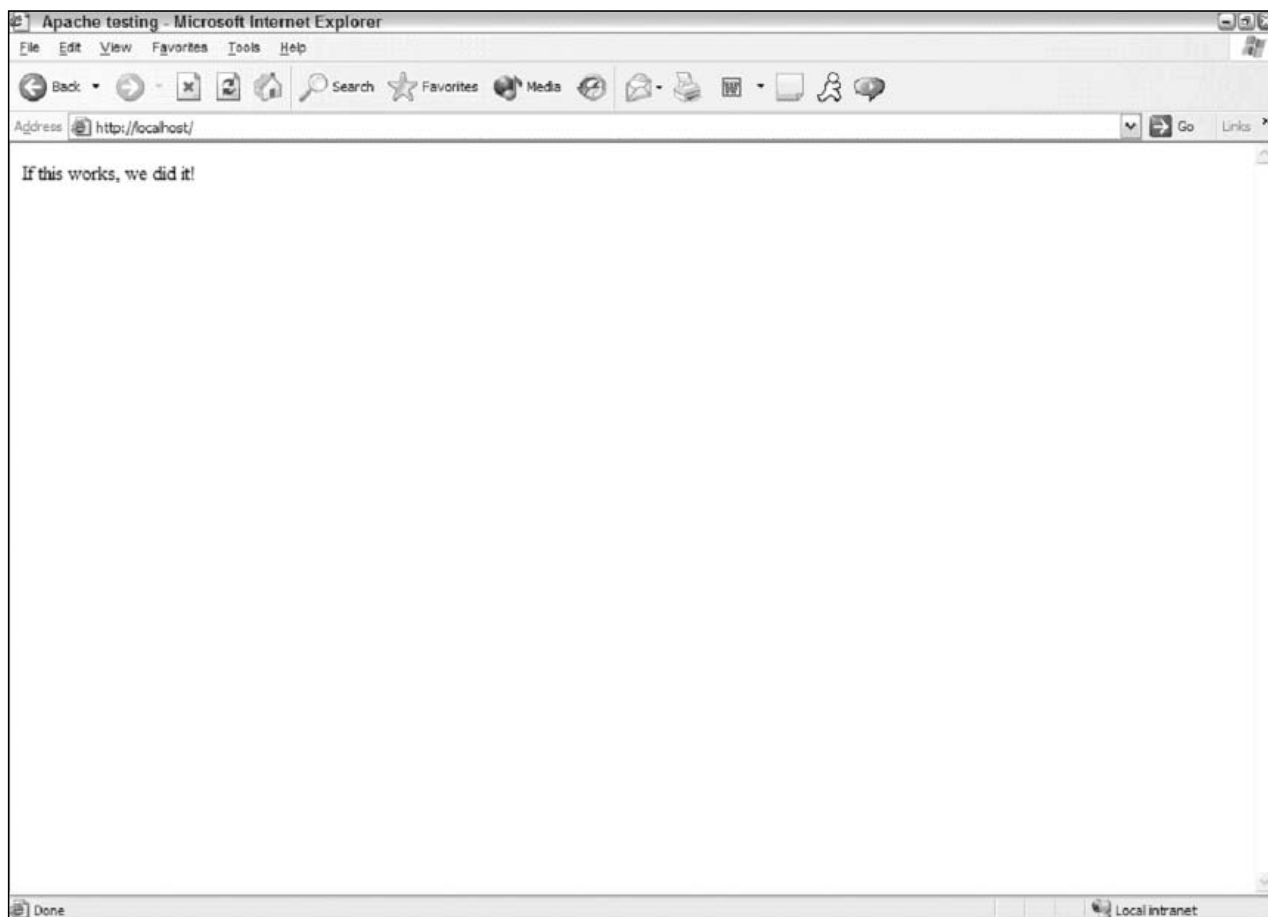 Apache testing - Microsoft Internet Explorer
File Edit View Favorites Tools Help
Back Search Favorites Media
Address http://localhost/ Go Links
If this works, we did it!
Done Local intranet